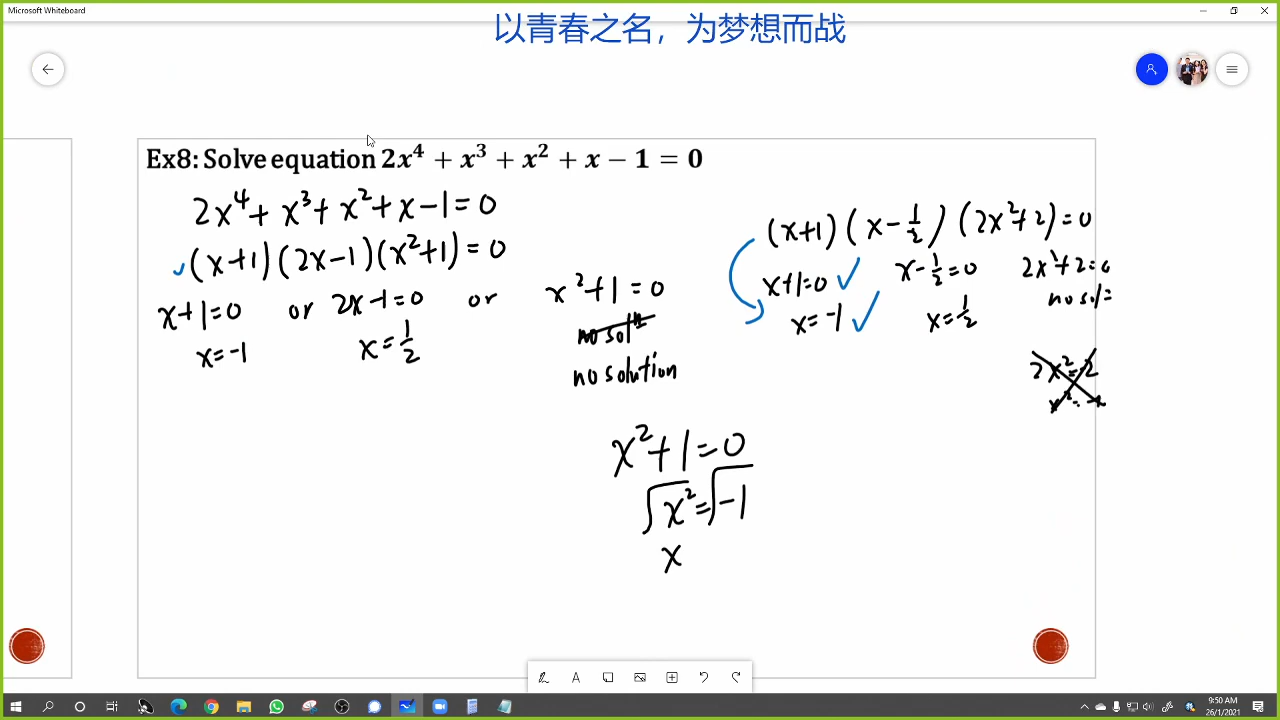 Microsoft Whiteboard
以青春之名，为梦想而战
Ex8: Solve equation 2x⁴ + x³ + x² + x − 1 = 0
2x⁴ + x³ + x² + x − 1 = 0
(x+1)(2x−1)(x²+1) = 0
x+1=0 or 2x−1=0 or x²+1=0
x=−1 x=½ no solⁿ
no solution
x²+1=0
√x²=√−1
x
(x+1)(x−½)(2x²+2)=0
x+1=0 x−½=0 2x²+2=0
x=−1 x=½ no sol=
2x²=−2
9:50 AM
26/1/2021